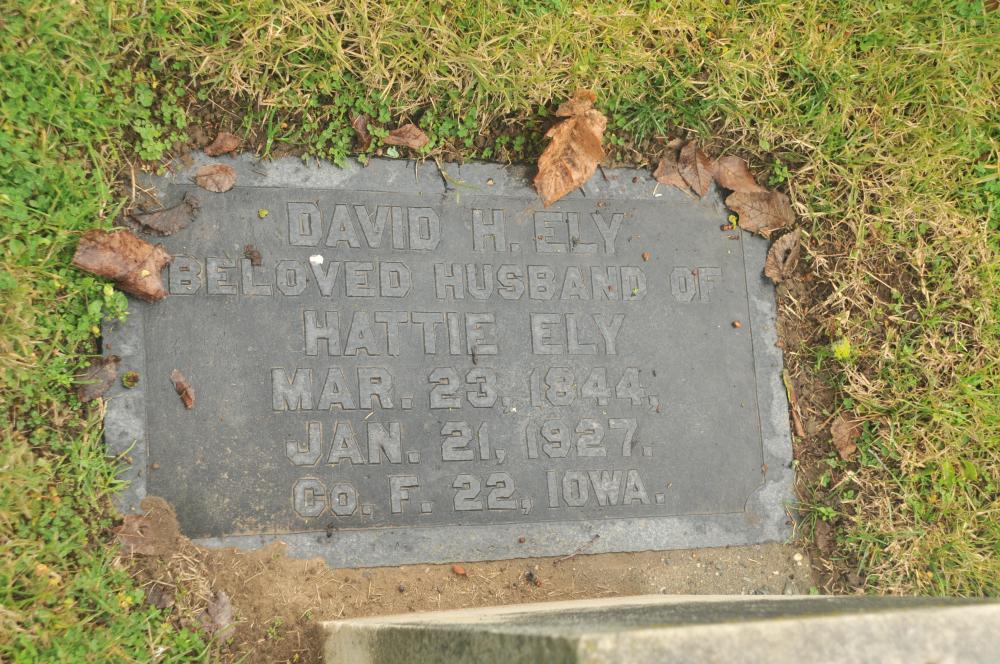 DAVID H. ELY
BELOVED HUSBAND OF
HATTIE ELY
MAR. 23, 1844,
JAN. 21, 1927.
Co. F. 22, IOWA.